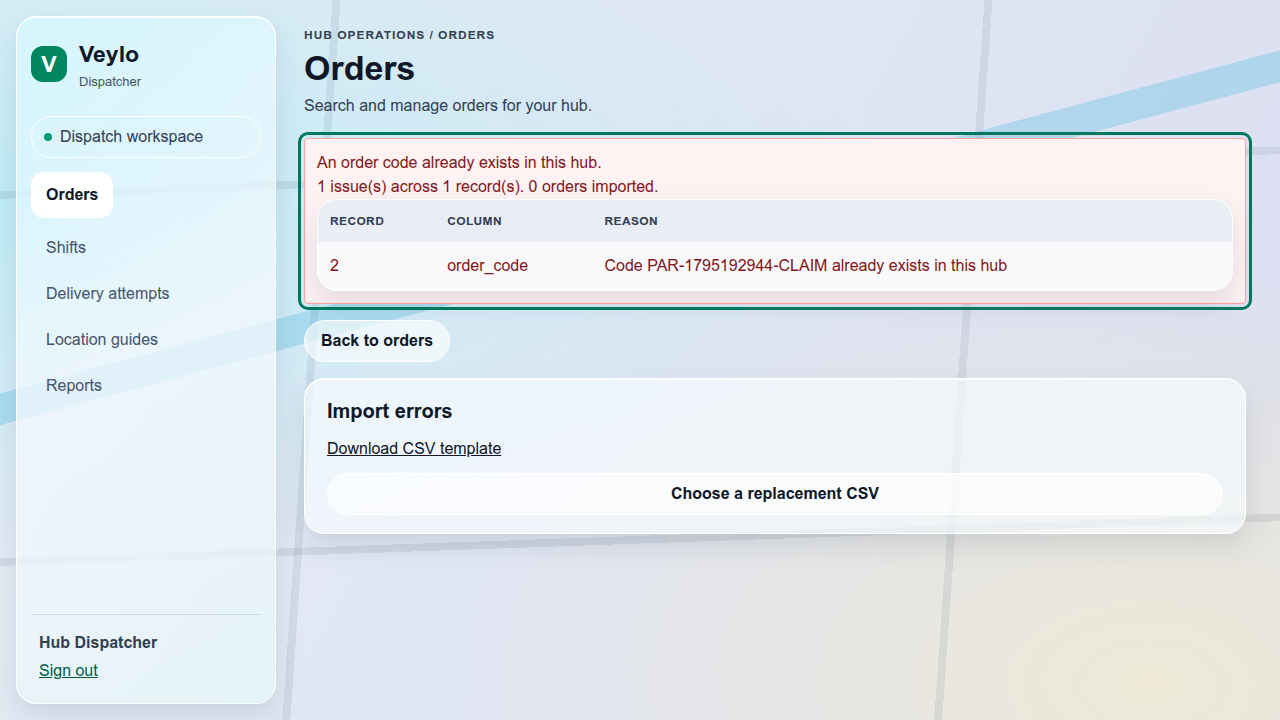 V
Veylo
Dispatcher
Dispatch workspace
Orders
Shifts
Delivery attempts
Location guides
Reports
Hub Dispatcher
Sign out
HUB OPERATIONS / ORDERS
Orders
Search and manage orders for your hub.
An order code already exists in this hub.
1 issue(s) across 1 record(s). 0 orders imported.
RECORD COLUMN REASON
2 order_code Code PAR-1795192944-CLAIM already exists in this hub
Back to orders
Import errors
Download CSV template
Choose a replacement CSV